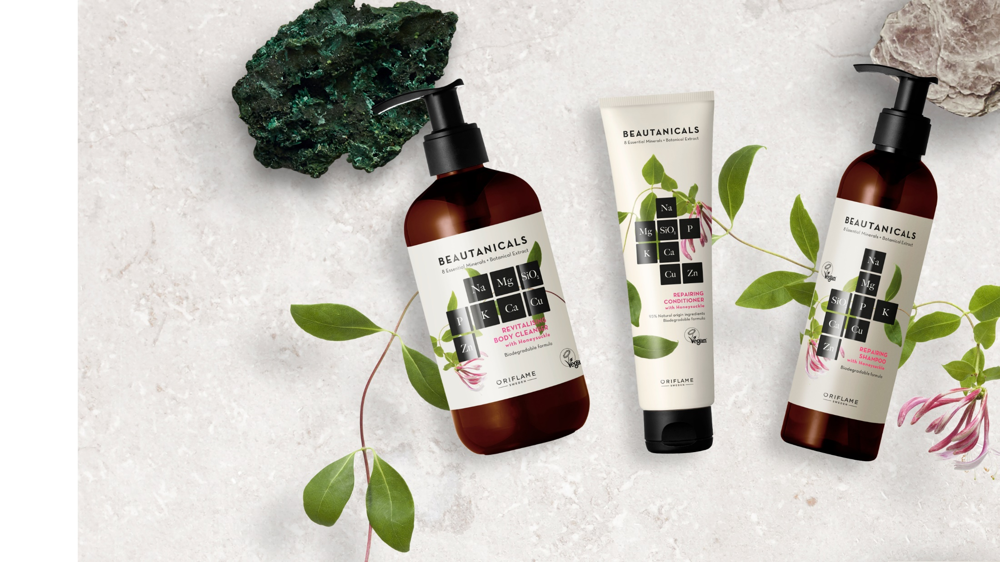 BEAUTANICALS
8 Essential Minerals + Botanical Extract
Na Mg SiO₂
P K Ca Cu
Zn
REVITALISING
BODY CLEANSER
with Honeysuckle
Biodegradable formula
Vegan
ORIFLAME
SWEDEN
BEAUTANICALS
8 Essential Minerals + Botanical Extract
Na
Mg SiO₂ P
K Ca
Cu Zn
REPAIRING
CONDITIONER
with Honeysuckle
95% Natural origin ingredients
Biodegradable formula
Vegan
ORIFLAME
SWEDEN
BEAUTANICALS
8 Essential Minerals + Botanical Extract
Vegan
Na
Mg
SiO₂ P K
Ca Cu
Zn
REPAIRING
SHAMPOO
with Honeysuckle
Biodegradable formula
ORIFLAME
SWEDEN